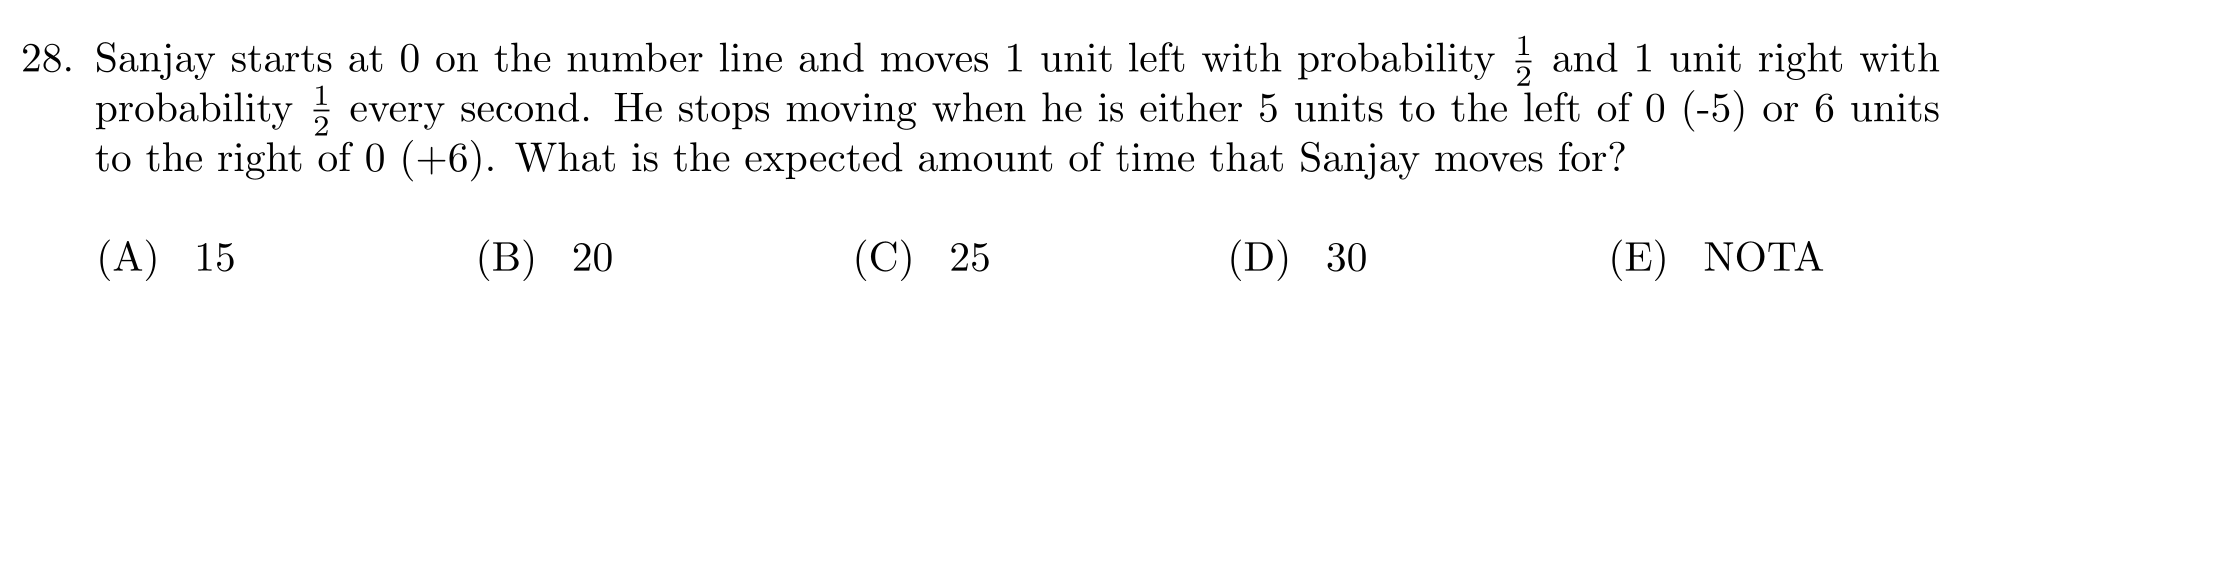 28. Sanjay starts at 0 on the number line and moves 1 unit left with probability $\frac{1}{2}$ and 1 unit right with
probability $\frac{1}{2}$ every second. He stops moving when he is either 5 units to the left of 0 (-5) or 6 units
to the right of 0 (+6). What is the expected amount of time that Sanjay moves for?
(A) 15 (B) 20 (C) 25 (D) 30 (E) NOTA